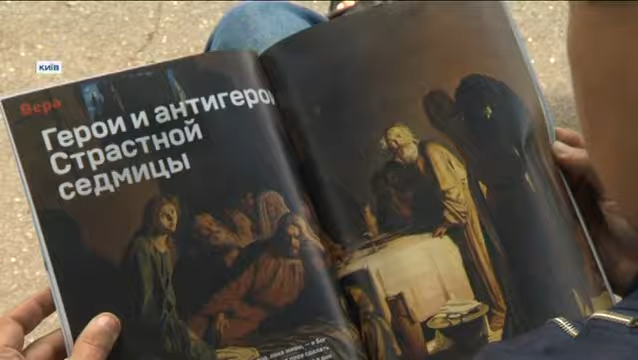 КИЇВ
Вера
Герои и антигерои
Страстной
седмицы